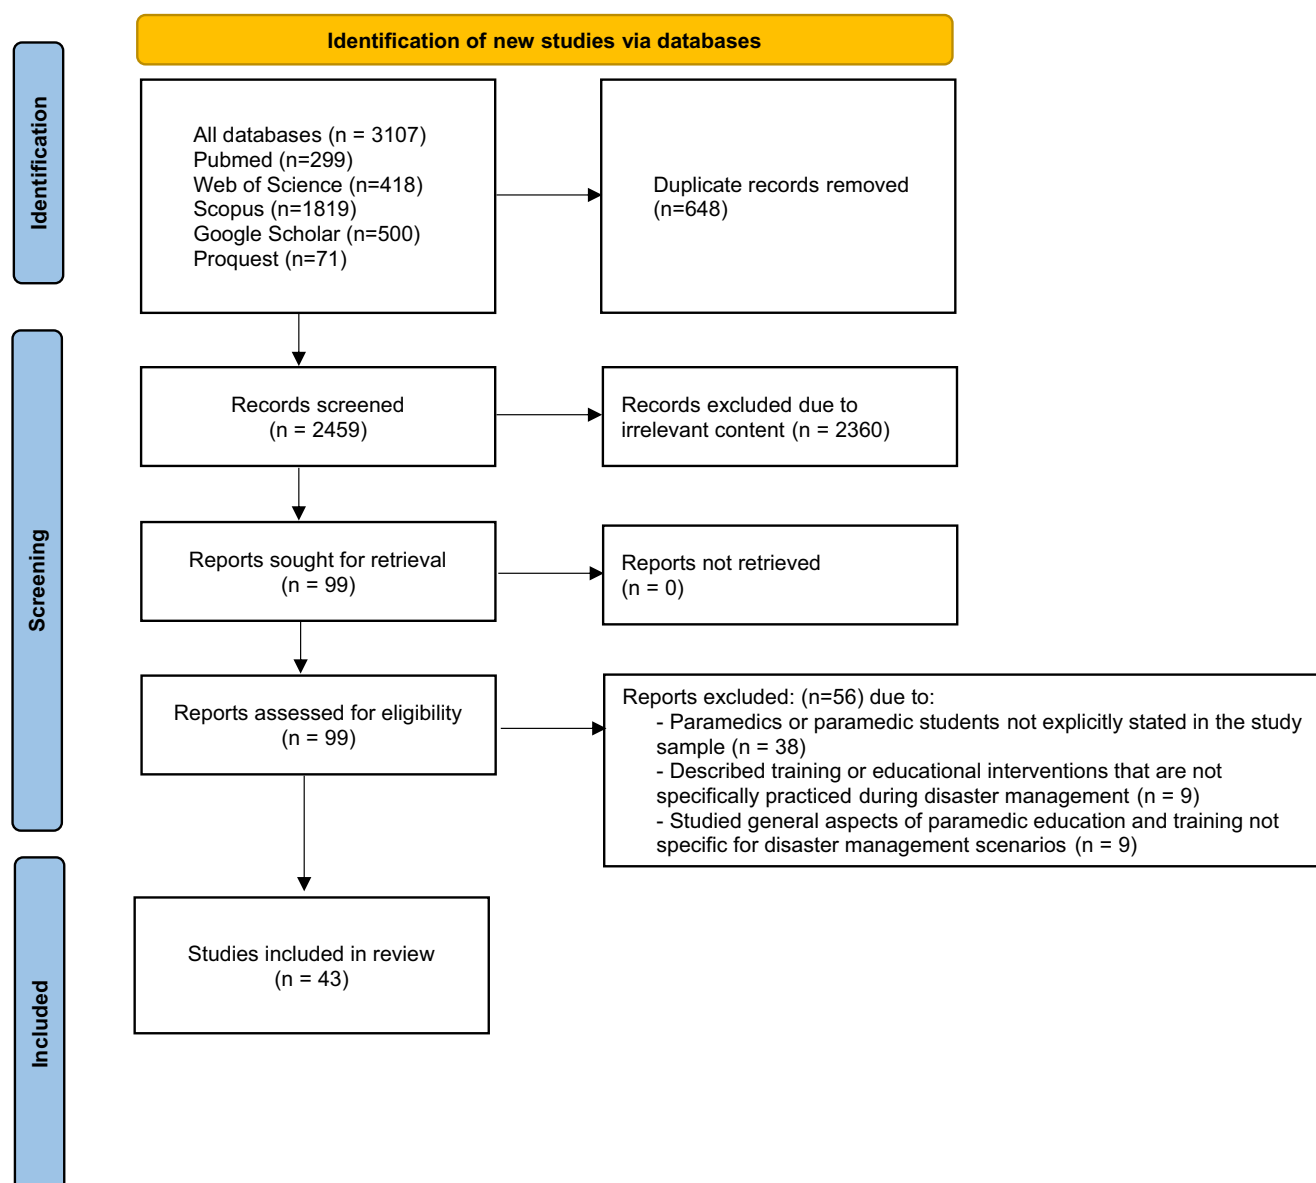 Identification of new studies via databases
Identification
All databases (n = 3107)
Pubmed (n=299)
Web of Science (n=418)
Scopus (n=1819)
Google Scholar (n=500)
Proquest (n=71)
Duplicate records removed
(n=648)
Screening
Records screened
(n = 2459)
Records excluded due to
irrelevant content (n = 2360)
Reports sought for retrieval
(n = 99)
Reports not retrieved
(n = 0)
Reports assessed for eligibility
(n = 99)
Reports excluded: (n=56) due to:
- Paramedics or paramedic students not explicitly stated in the study
sample (n = 38)
- Described training or educational interventions that are not
specifically practiced during disaster management (n = 9)
- Studied general aspects of paramedic education and training not
specific for disaster management scenarios (n = 9)
Included
Studies included in review
(n = 43)